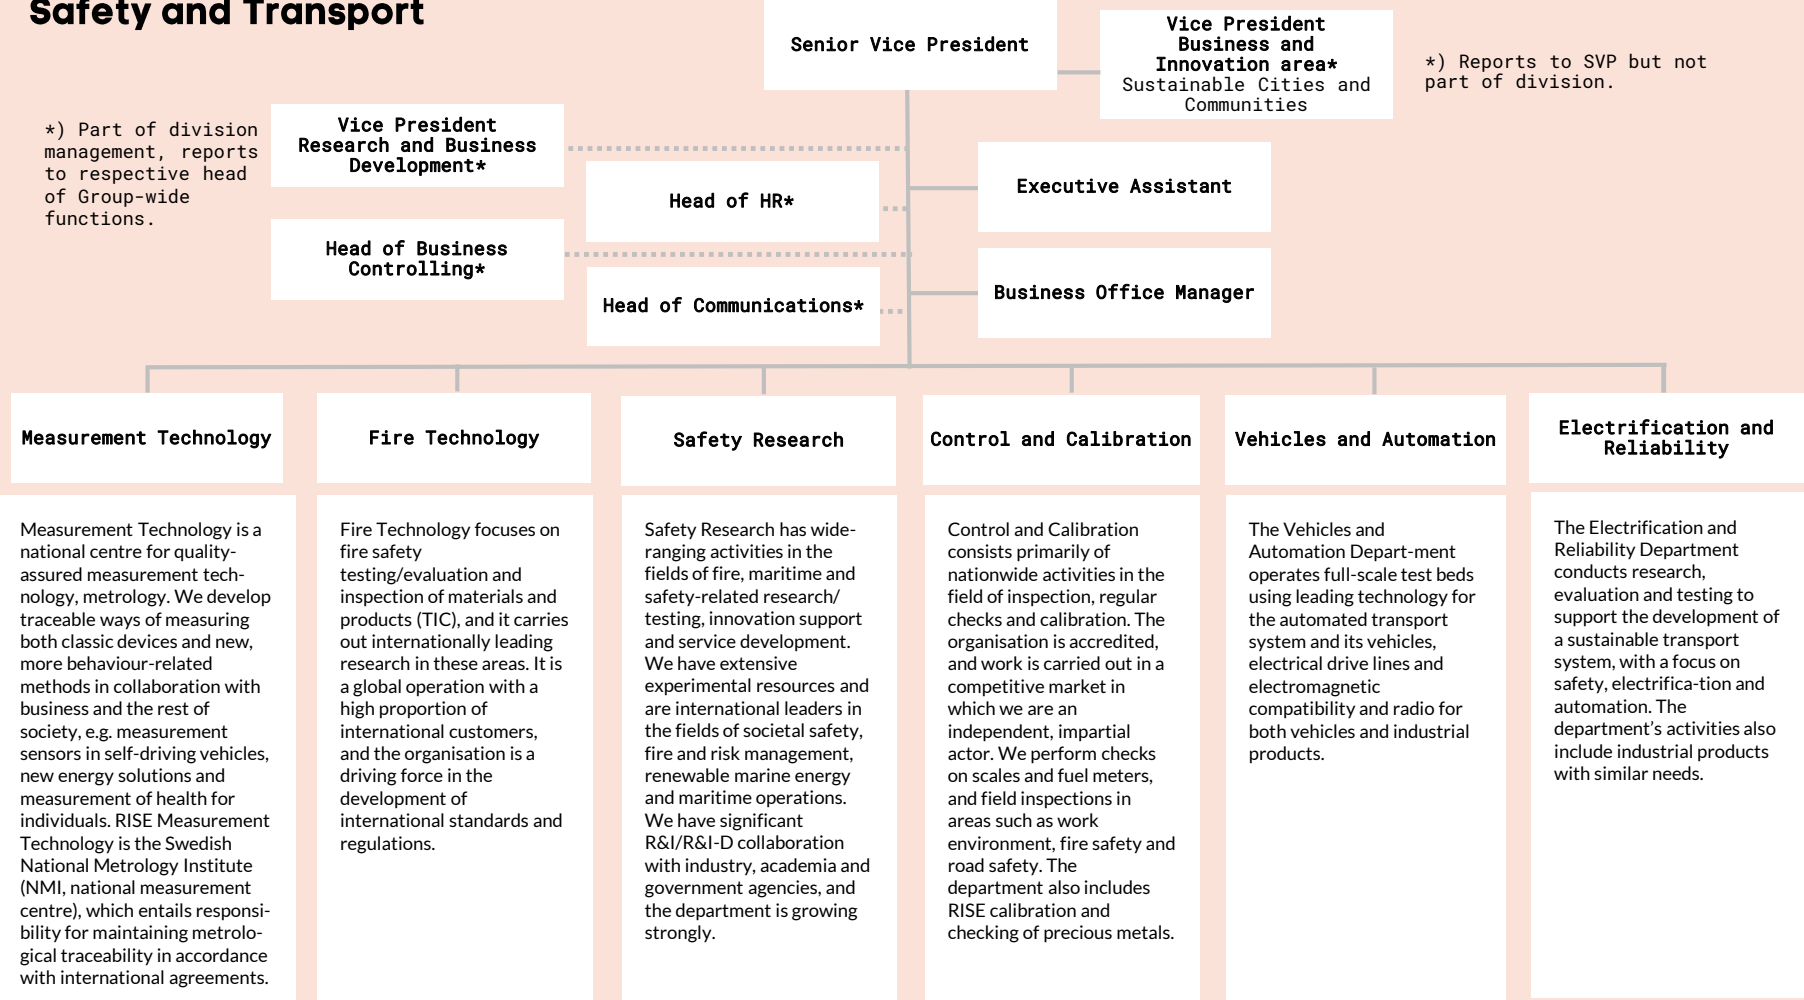 Safety and Transport
Senior Vice President
Vice President
Business and
Innovation area*
Sustainable Cities and
Communities
*) Reports to SVP but not
part of division.
*) Part of division
management, reports
to respective head
of Group-wide
functions.
Vice President
Research and Business
Development*
Head of HR*
Executive Assistant
Head of Business
Controlling*
Head of Communications*
Business Office Manager
Measurement Technology
Fire Technology
Safety Research
Control and Calibration
Vehicles and Automation
Electrification and
Reliability
Measurement Technology is a
national centre for quality-
assured measurement tech-
nology, metrology. We develop
traceable ways of measuring
both classic devices and new,
more behaviour-related
methods in collaboration with
business and the rest of
society, e.g. measurement
sensors in self-driving vehicles,
new energy solutions and
measurement of health for
individuals. RISE Measurement
Technology is the Swedish
National Metrology Institute
(NMI, national measurement
centre), which entails responsi-
bility for maintaining metrolo-
gical traceability in accordance
with international agreements.
Fire Technology focuses on
fire safety
testing/evaluation and
inspection of materials and
products (TIC), and it carries
out internationally leading
research in these areas. It is
a global operation with a
high proportion of
international customers,
and the organisation is a
driving force in the
development of
international standards and
regulations.
Safety Research has wide-
ranging activities in the
fields of fire, maritime and
safety-related research/
testing, innovation support
and service development.
We have extensive
experimental resources and
are international leaders in
the fields of societal safety,
fire and risk management,
renewable marine energy
and maritime operations.
We have significant
R&I/R&I-D collaboration
with industry, academia and
government agencies, and
the department is growing
strongly.
Control and Calibration
consists primarily of
nationwide activities in the
field of inspection, regular
checks and calibration. The
organisation is accredited,
and work is carried out in a
competitive market in
which we are an
independent, impartial
actor. We perform checks
on scales and fuel meters,
and field inspections in
areas such as work
environment, fire safety and
road safety. The
department also includes
RISE calibration and
checking of precious metals.
The Vehicles and
Automation Depart-ment
operates full-scale test beds
using leading technology for
the automated transport
system and its vehicles,
electrical drive lines and
electromagnetic
compatibility and radio for
both vehicles and industrial
products.
The Electrification and
Reliability Department
conducts research,
evaluation and testing to
support the development of
a sustainable transport
system, with a focus on
safety, electrifica-tion and
automation. The
department’s activities also
include industrial products
with similar needs.